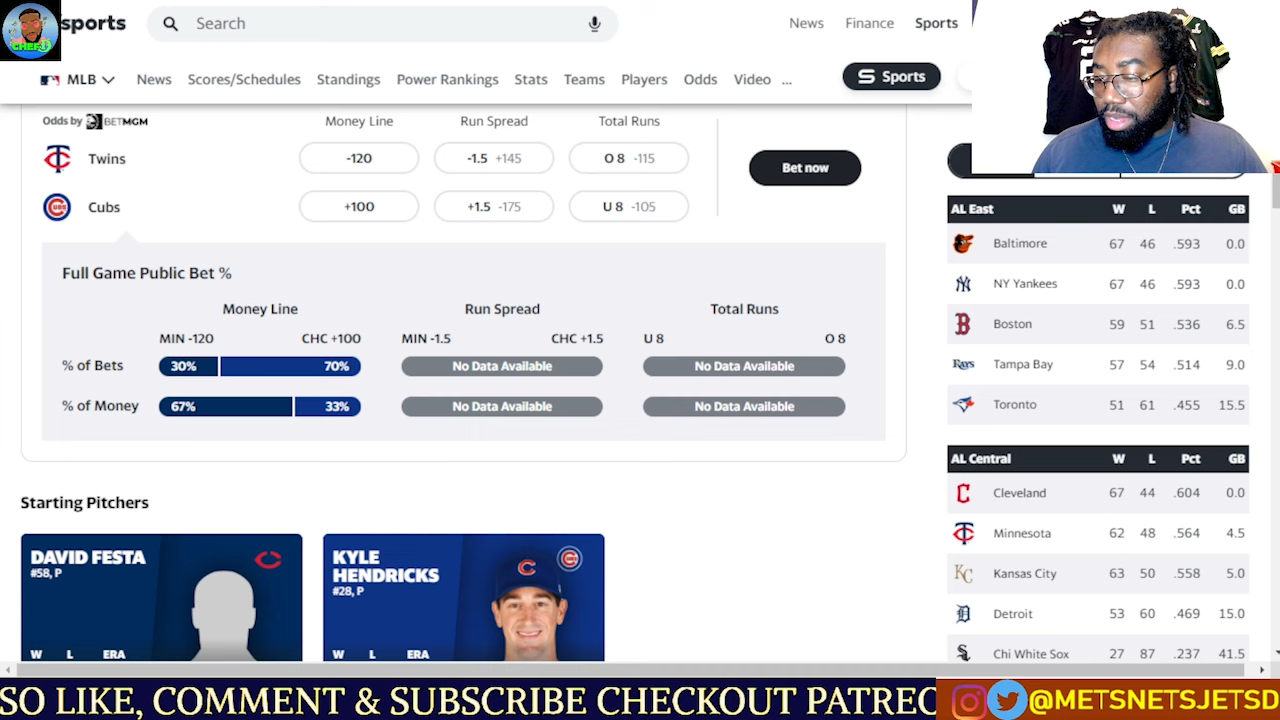 CHEF
sports
Search
News Finance Sports
MLB News Scores/Schedules Standings Power Rankings Stats Teams Players Odds Video ...
S Sports
Odds by BETMGM Money Line Run Spread Total Runs
Twins -120 -1.5 +145 O 8 -115
Cubs +100 +1.5 -175 U 8 -105
Bet now
Full Game Public Bet %
Money Line Run Spread Total Runs
MIN -120 CHC +100 MIN -1.5 CHC +1.5 U 8 O 8
% of Bets 30% 70% No Data Available No Data Available
% of Money 67% 33% No Data Available No Data Available
Starting Pitchers
DAVID FESTA
#58, P
W L ERA
KYLE
HENDRICKS
#28, P
W L ERA
AL East W L Pct GB
Baltimore 67 46 .593 0.0
NY Yankees 67 46 .593 0.0
Boston 59 51 .536 6.5
Rays Tampa Bay 57 54 .514 9.0
Toronto 51 61 .455 15.5
AL Central W L Pct GB
Cleveland 67 44 .604 0.0
Minnesota 62 48 .564 4.5
KC Kansas City 63 50 .558 5.0
Detroit 53 60 .469 15.0
Chi White Sox 27 87 .237 41.5
SO LIKE, COMMENT & SUBSCRIBE CHECKOUT PATREC
@METSNETSJETSD